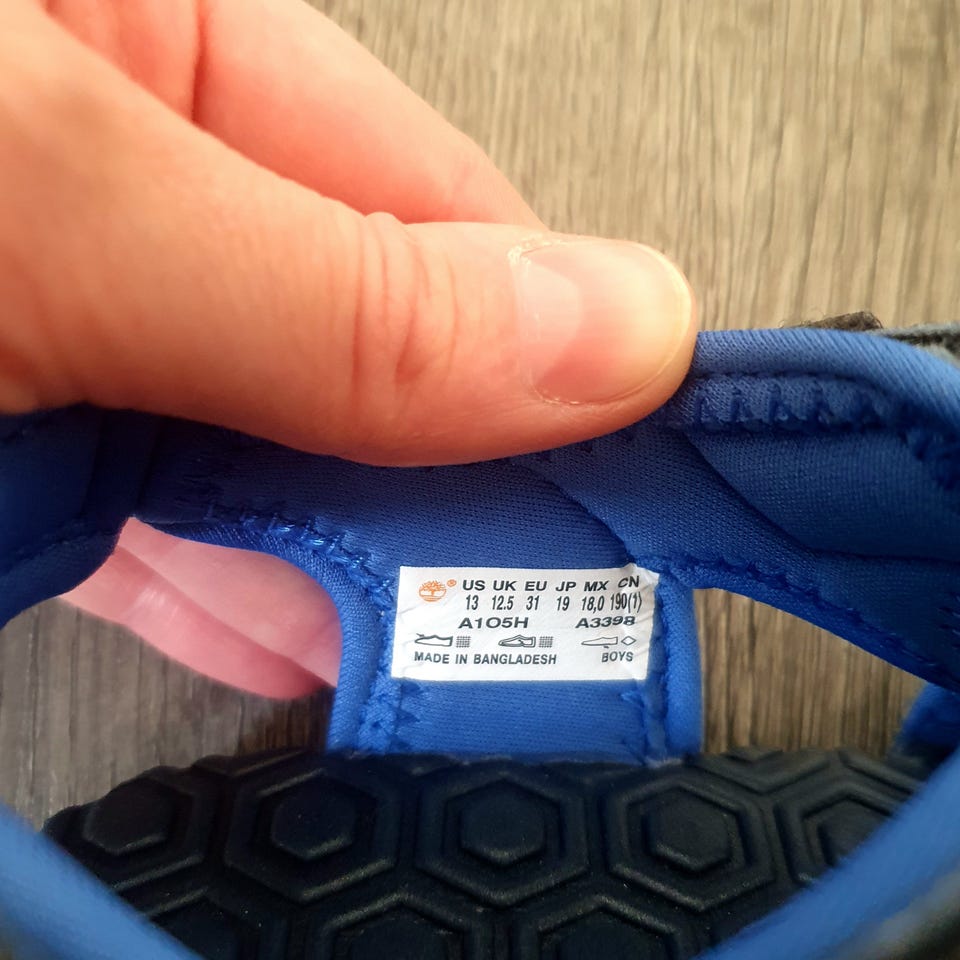 ® US UK EU JP MX CN
13 12.5 31 19 18,0 190(1)
A105H A3398
MADE IN BANGLADESH BOYS